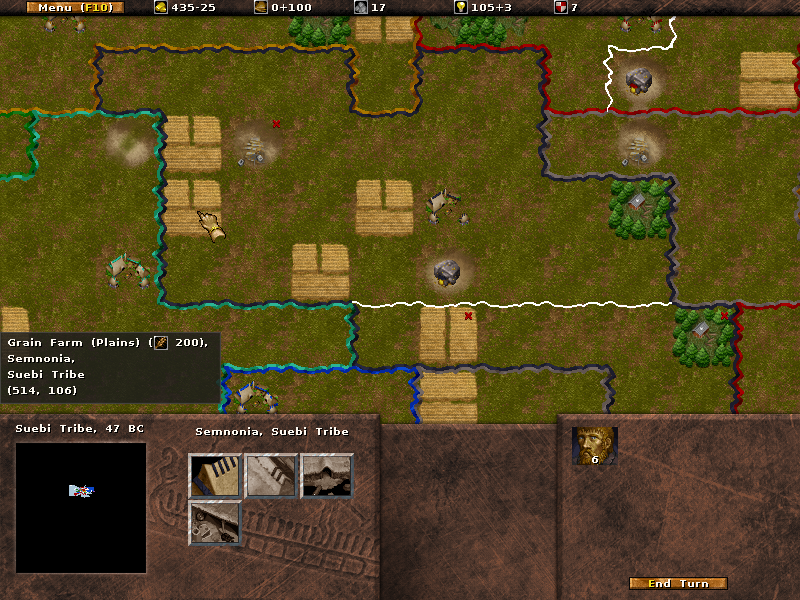 Menu (F10) 435-25 0+100 17 105+3 7
Grain Farm (Plains) ( 200),
Semnonia,
Suebi Tribe
(514, 106)
Suebi Tribe, 47 BC
Semnonia, Suebi Tribe
6
End Turn